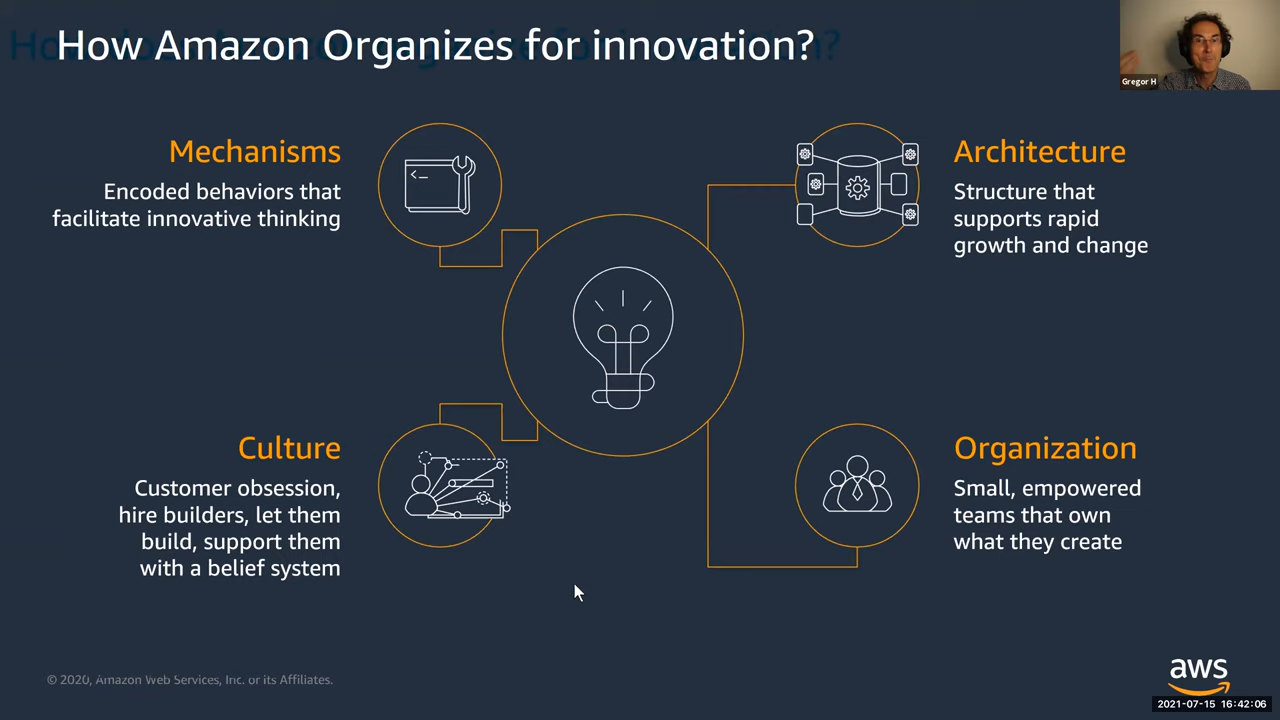 How Amazon Organizes for innovation?
Gregor H
Mechanisms
Encoded behaviors that
facilitate innovative thinking
Architecture
Structure that
supports rapid
growth and change
Culture
Customer obsession,
hire builders, let them
build, support them
with a belief system
Organization
Small, empowered
teams that own
what they create
© 2020, Amazon Web Services, Inc. or its Affiliates.
aws
2021-07-15 16:42:06